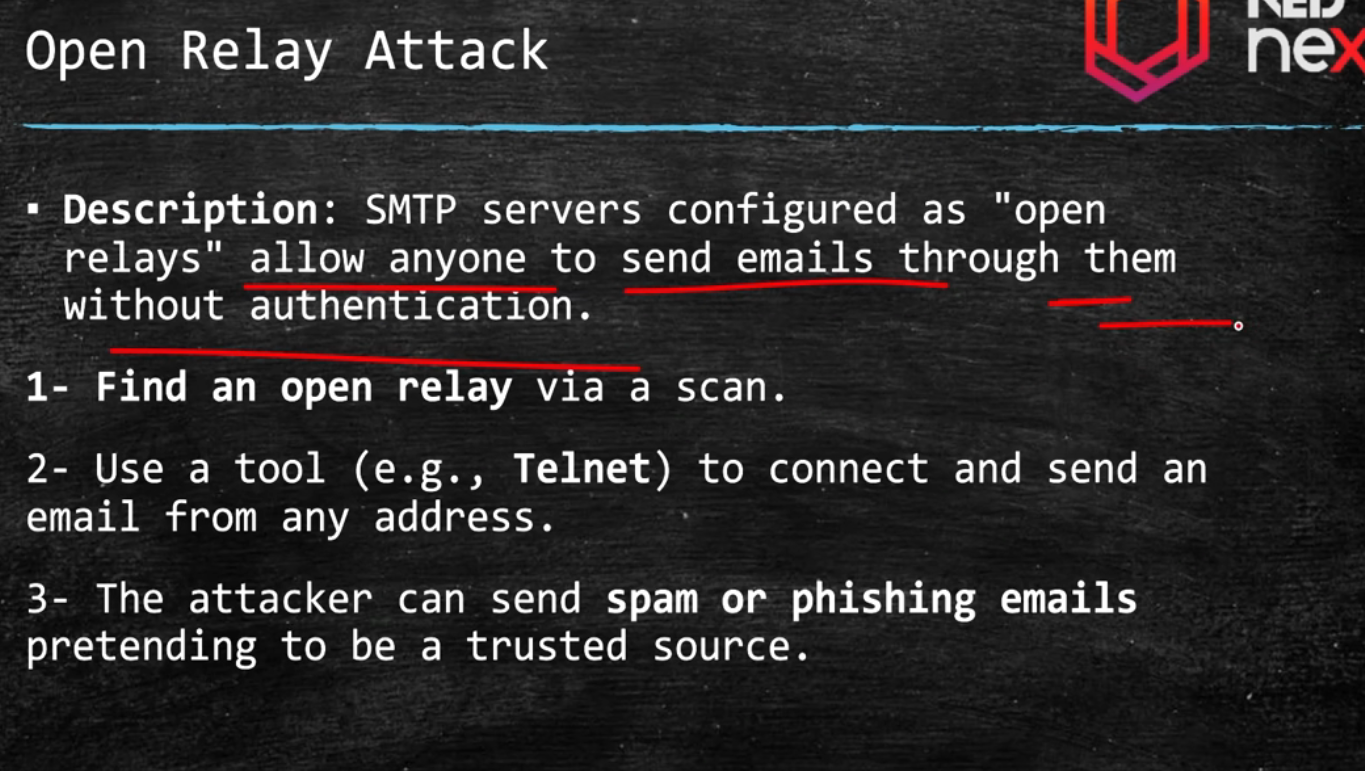 Open Relay Attack
nex
▪ Description: SMTP servers configured as "open
relays" allow anyone to send emails through them
without authentication.
1- Find an open relay via a scan.
2- Use a tool (e.g., Telnet) to connect and send an
email from any address.
3- The attacker can send spam or phishing emails
pretending to be a trusted source.